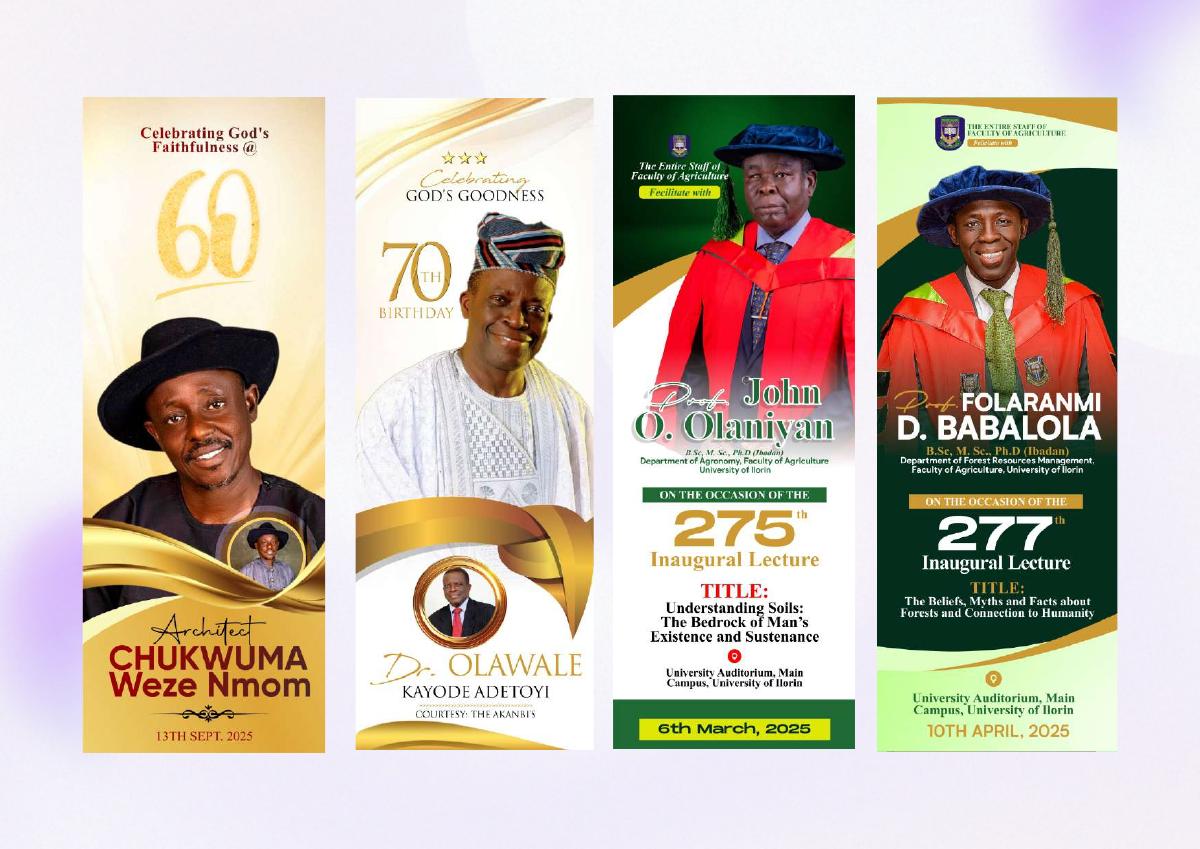 Celebrating God's
Faithfulness @
60
Architect
CHUKWUMA
Weze Nmom
13TH SEPT. 2025
Celebrating
GOD'S GOODNESS
70TH
BIRTHDAY
Dr. OLAWALE
KAYODE ADETOYI
COURTESY: THE AKANBI'S
The Entire Staff of
Faculty of Agriculture
Fecilitate with
Prof. John
O. Olaniyan
B.Sc, M. Sc., Ph.D (Ibadan)
Department of Agronomy, Faculty of Agriculture
University of Ilorin
ON THE OCCASION OF THE
275th
Inaugural Lecture
TITLE:
Understanding Soils:
The Bedrock of Man's
Existence and Sustenance
University Auditorium, Main
Campus, University of Ilorin
6th March, 2025
THE ENTIRE STAFF OF
FACULTY OF AGRICULTURE
Felicitate with
Prof. FOLARANMI
D. BABALOLA
B.Sc, M. Sc., Ph.D (Ibadan)
Department of Forest Resources Management,
Faculty of Agriculture, University of Ilorin
ON THE OCCASION OF THE
277th
Inaugural Lecture
TITLE:
The Beliefs, Myths and Facts about
Forests and Connection to Humanity
University Auditorium, Main
Campus, University of Ilorin
10TH APRIL, 2025